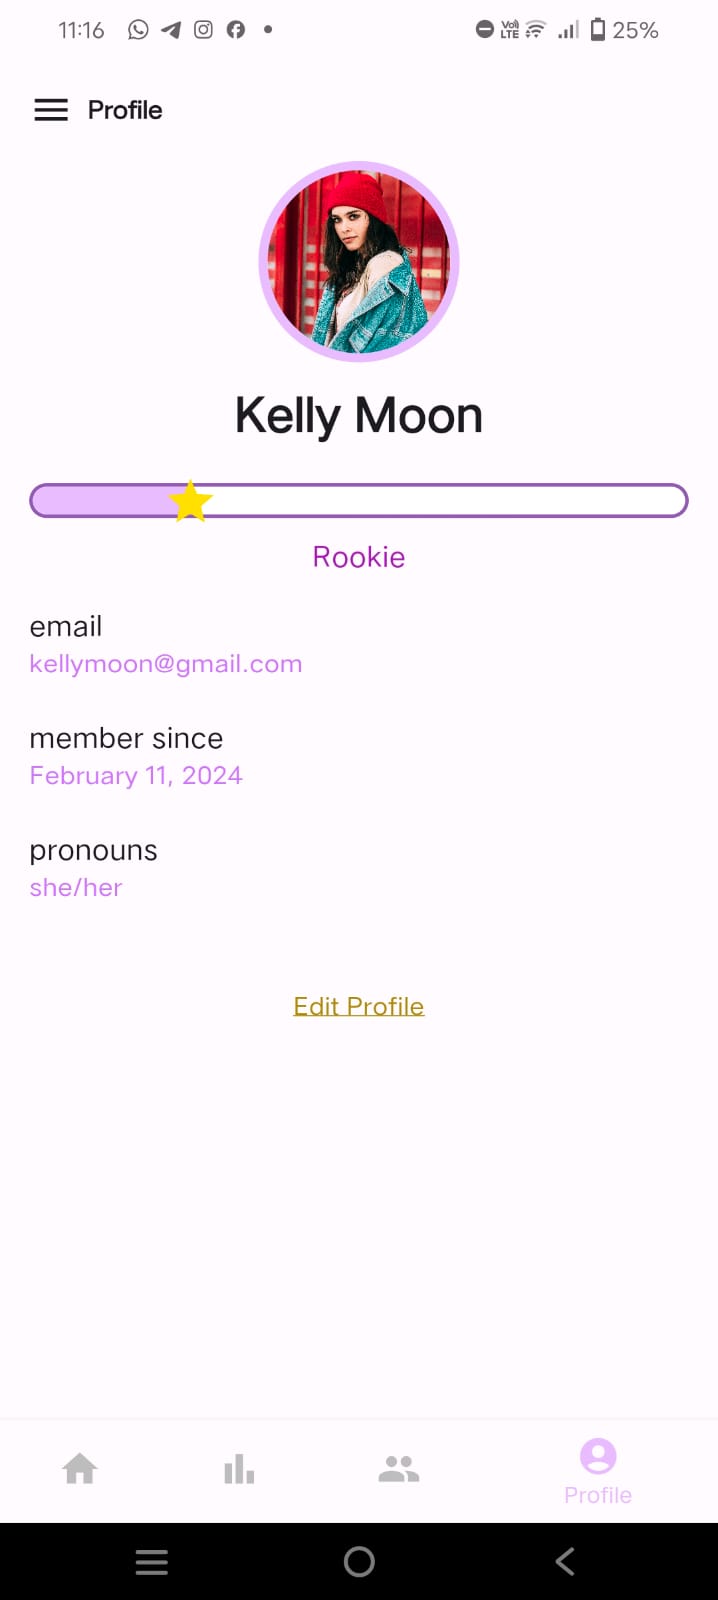 11:16
Vo) LTE 25%
Profile
Kelly Moon
Rookie
email
kellymoon@gmail.com
member since
February 11, 2024
pronouns
she/her
Edit Profile
Profile